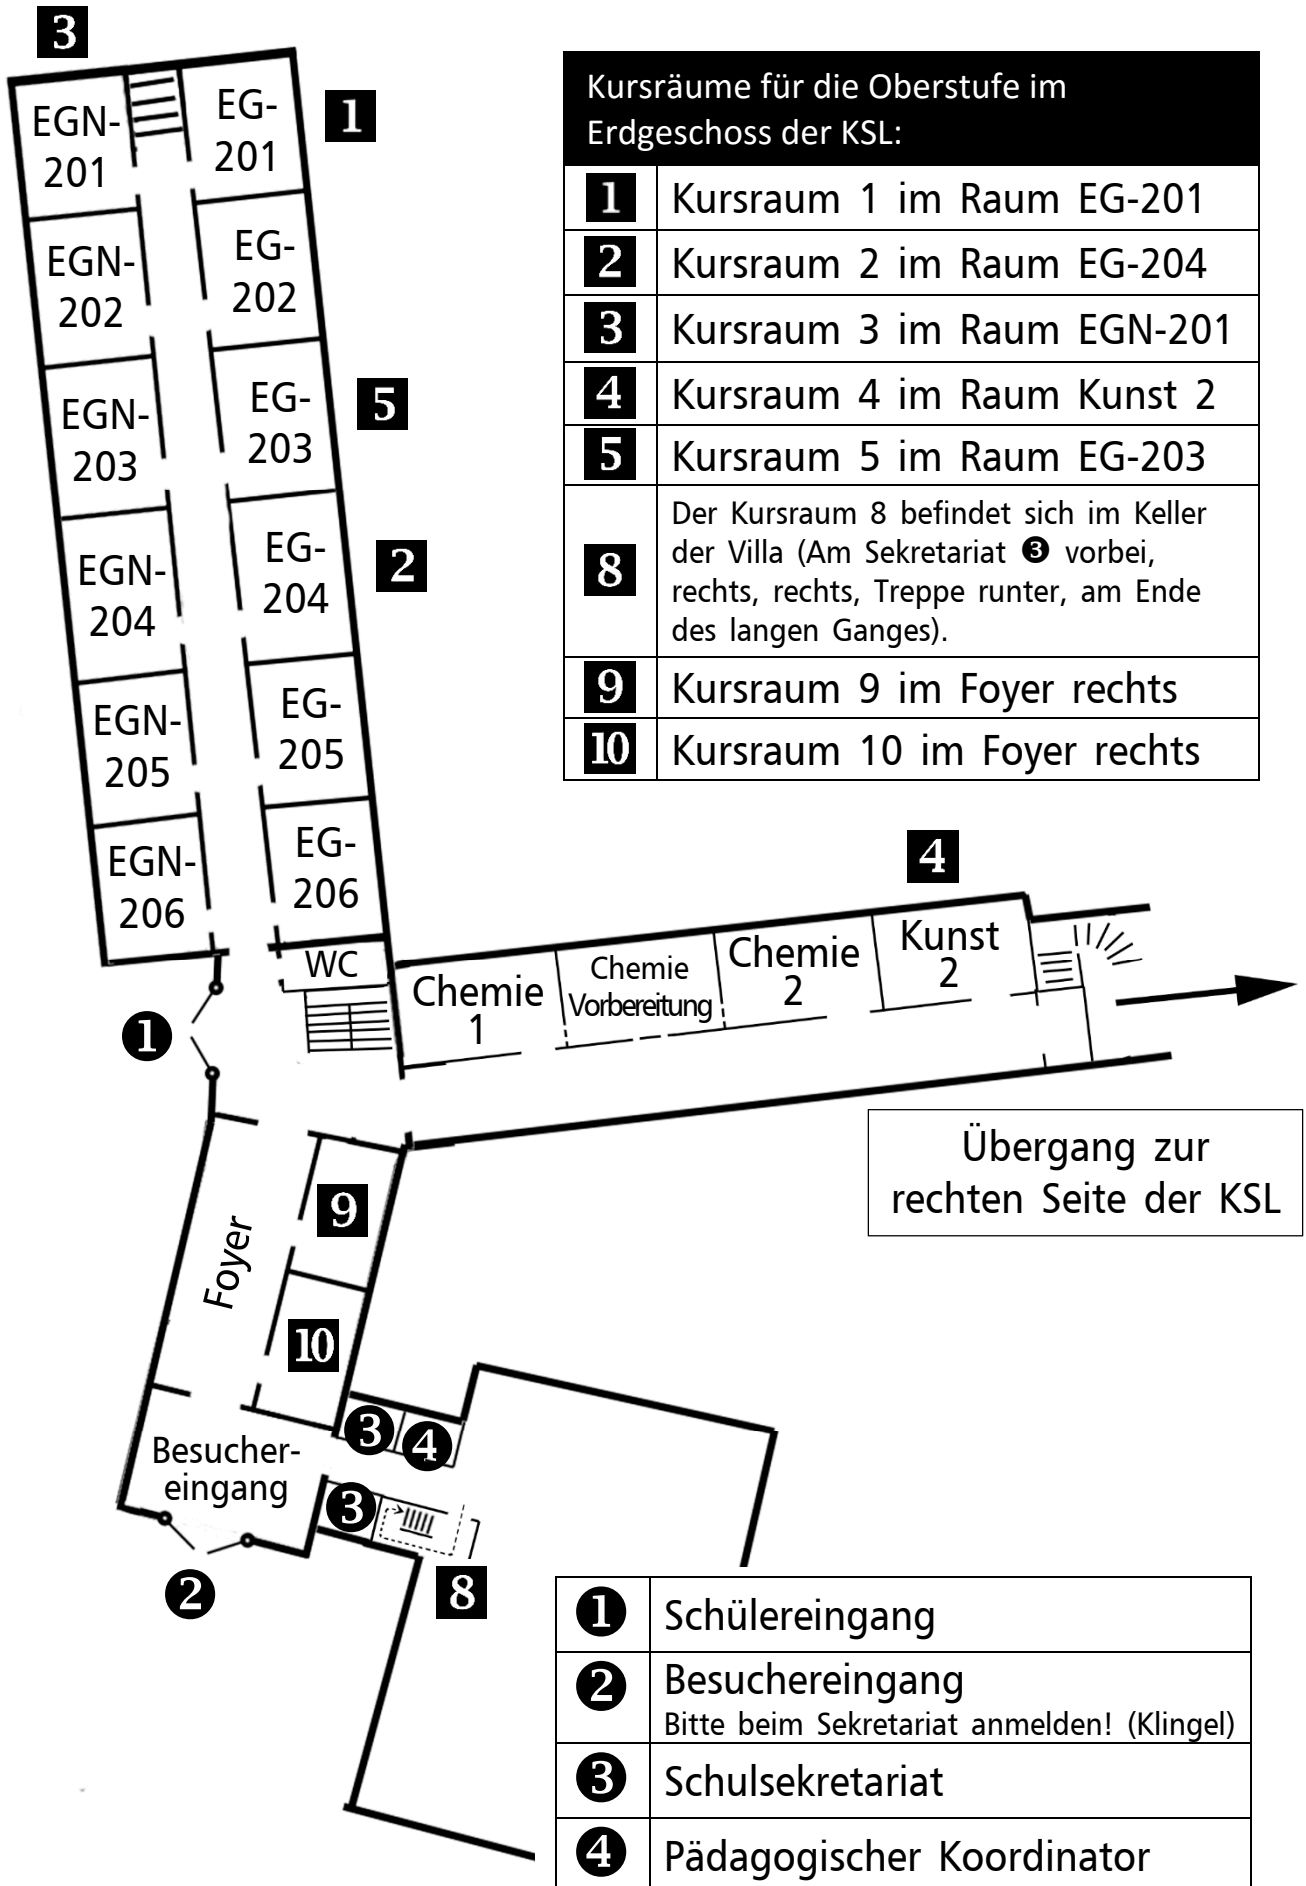 3
EGN-
201
EG-
201
1
EGN-
202
EG-
202
EGN-
203
EG-
203
5
EGN-
204
EG-
204
2
EGN-
205
EG-
205
EGN-
206
EG-
206
WC
Kursräume für die Oberstufe im
Erdgeschoss der KSL:
1 Kursraum 1 im Raum EG-201
2 Kursraum 2 im Raum EG-204
3 Kursraum 3 im Raum EGN-201
4 Kursraum 4 im Raum Kunst 2
5 Kursraum 5 im Raum EG-203
8 Der Kursraum 8 befindet sich im Keller
der Villa (Am Sekretariat ❸ vorbei,
rechts, rechts, Treppe runter, am Ende
des langen Ganges).
9 Kursraum 9 im Foyer rechts
10 Kursraum 10 im Foyer rechts
4
Chemie
1
Chemie
Vorbereitung
Chemie
2
Kunst
2
❶
Übergang zur
rechten Seite der KSL
Foyer
9
10
Besucher-
eingang
❸
❹
❸
❷
8
❶ Schülereingang
❷ Besuchereingang
Bitte beim Sekretariat anmelden! (Klingel)
❸ Schulsekretariat
❹ Pädagogischer Koordinator